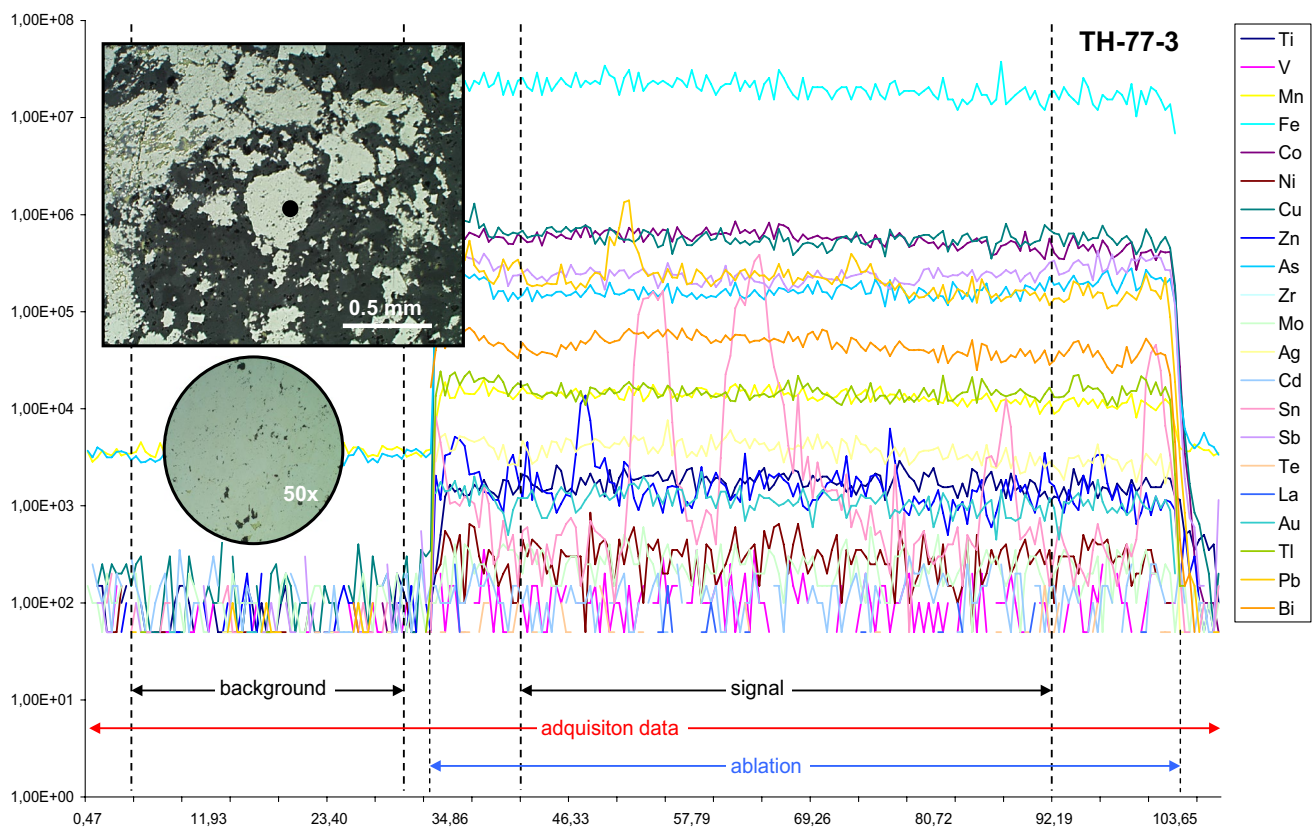 1,00E+08
1,00E+07
1,00E+06
1,00E+05
1,00E+04
1,00E+03
1,00E+02
1,00E+01
1,00E+00
TH-77-3
0.5 mm
50x
background
signal
adquisiton data
ablation
0,47 11,93 23,40 34,86 46,33 57,79 69,26 80,72 92,19 103,65
Ti
V
Mn
Fe
Co
Ni
Cu
Zn
As
Zr
Mo
Ag
Cd
Sn
Sb
Te
La
Au
Tl
Pb
Bi